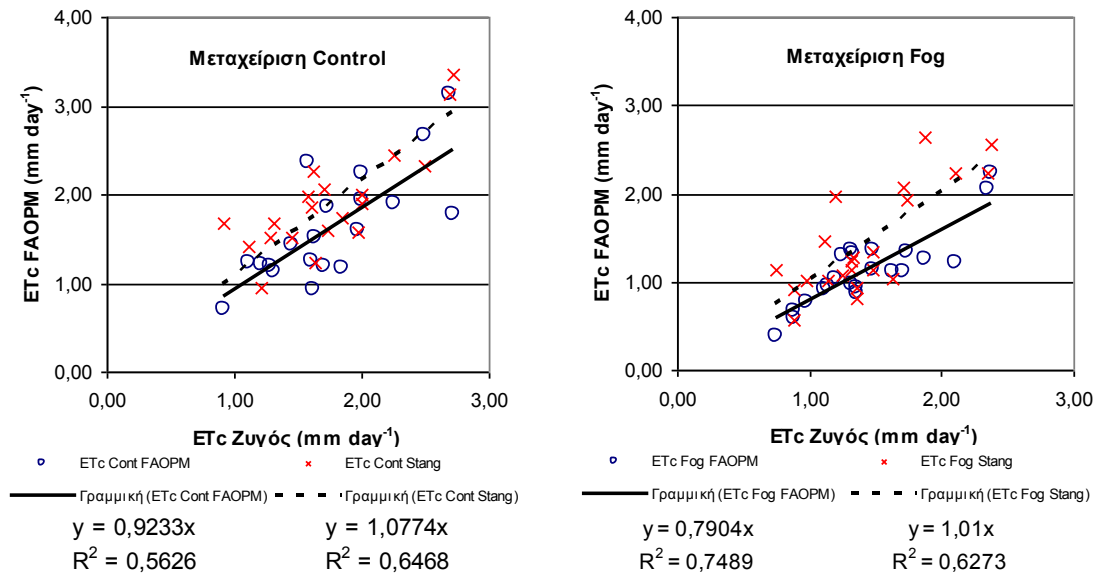 Μεταχείριση Control
ETc FAOPM (mm day⁻¹)
4,00
3,00
2,00
1,00
0,00
0,00 1,00 2,00 3,00
ETc Ζυγός (mm day⁻¹)
ETc Cont FAOPM ETc Cont Stang
Γραμμική (ETc Cont FAOPM) Γραμμική (ETc Cont Stang)
y = 0,9233x y = 1,0774x
R² = 0,5626 R² = 0,6468
Μεταχείριση Fog
ETc FAOPM (mm day⁻¹)
4,00
3,00
2,00
1,00
0,00
0,00 1,00 2,00 3,00
ETc Ζυγός (mm day⁻¹)
ETc Fog FAOPM ETc Fog Stang
Γραμμική (ETc Fog FAOPM) Γραμμική (ETc Fog Stang)
y = 0,7904x y = 1,01x
R² = 0,7489 R² = 0,6273